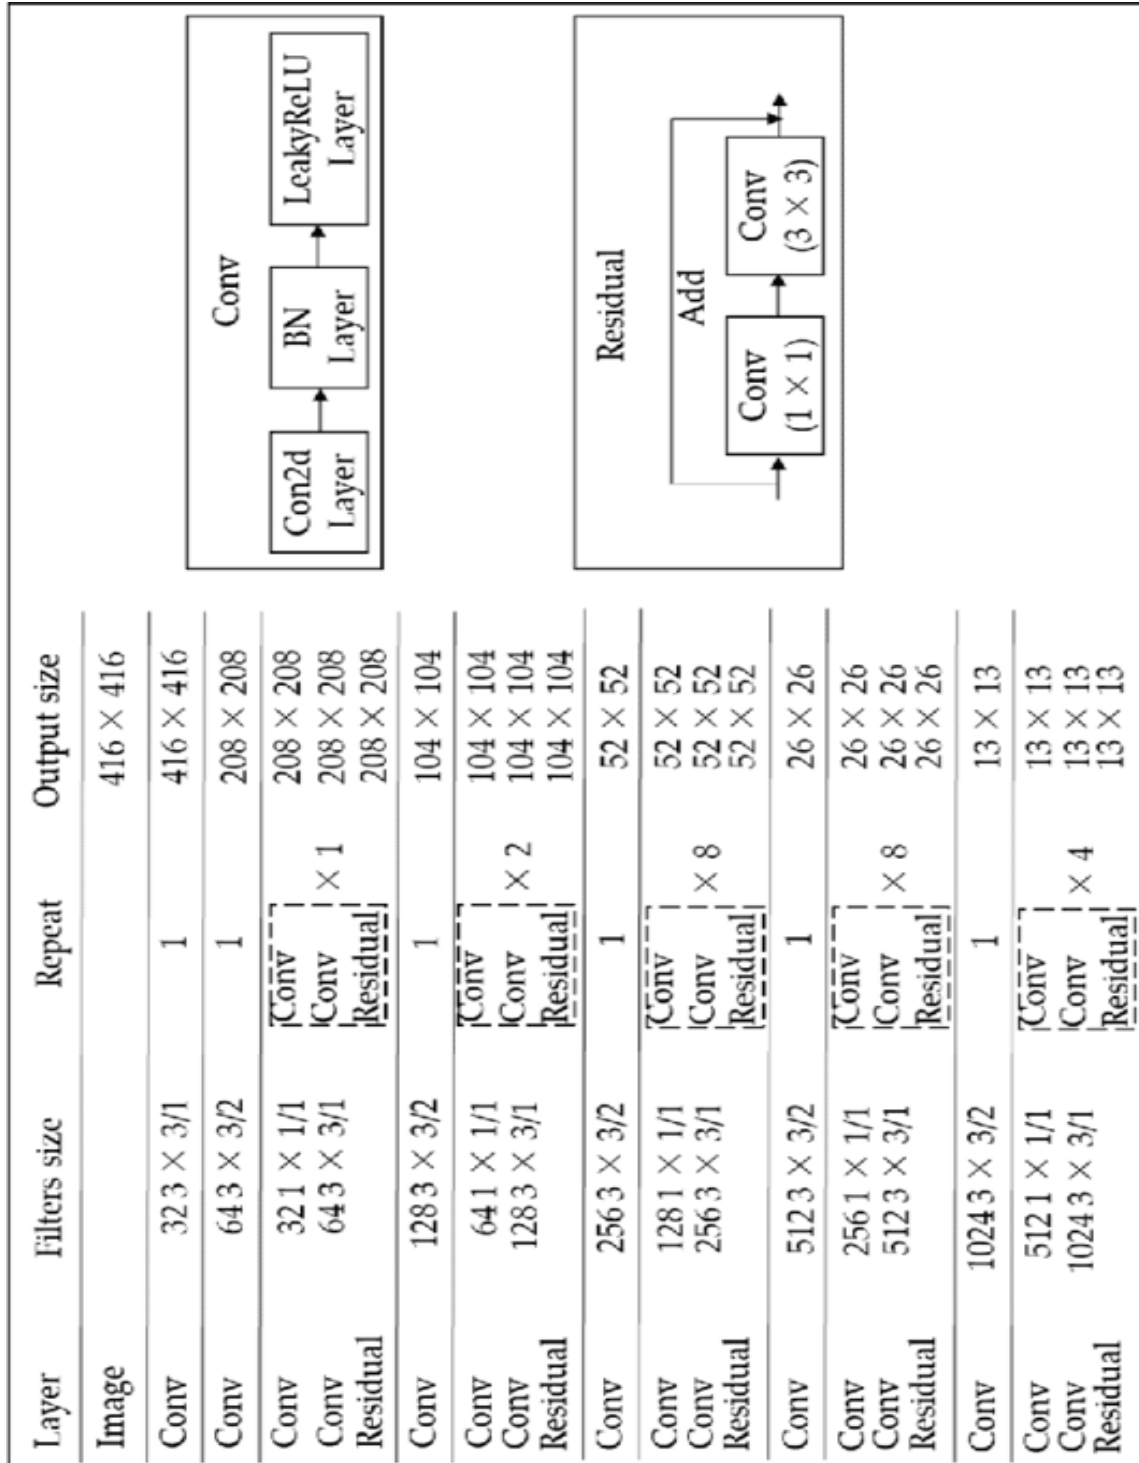 Layer Filters size Repeat Output size
Image 416 × 416
Conv 32 3 × 3/1 1 416 × 416
Conv 64 3 × 3/2 1 208 × 208
Conv 32 1 × 1/1 Conv 208 × 208
Conv 64 3 × 3/1 Conv × 1 208 × 208
Residual Residual 208 × 208
Conv 128 3 × 3/2 1 104 × 104
Conv 64 1 × 1/1 Conv 104 × 104
Conv 128 3 × 3/1 Conv × 2 104 × 104
Residual Residual 104 × 104
Conv 256 3 × 3/2 1 52 × 52
Conv 128 1 × 1/1 Conv 52 × 52
Conv 256 3 × 3/1 Conv × 8 52 × 52
Residual Residual 52 × 52
Conv 512 3 × 3/2 1 26 × 26
Conv 256 1 × 1/1 Conv 26 × 26
Conv 512 3 × 3/1 Conv × 8 26 × 26
Residual Residual 26 × 26
Conv 1024 3 × 3/2 1 13 × 13
Conv 512 1 × 1/1 Conv 13 × 13
Conv 1024 3 × 3/1 Conv × 4 13 × 13
Residual Residual 13 × 13
Conv
Con2d Layer
BN Layer
LeakyReLU Layer
Residual
Add
Conv (1 × 1)
Conv (3 × 3)